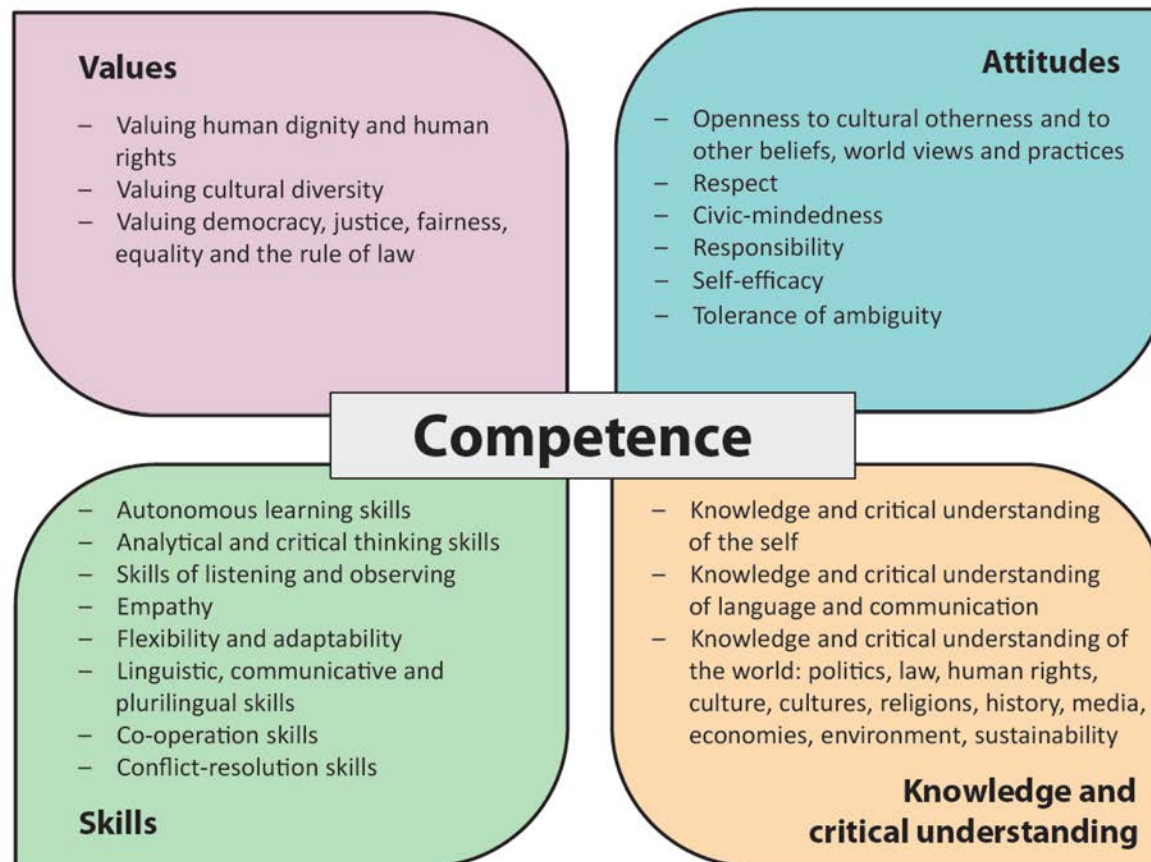 Values
– Valuing human dignity and human
rights
– Valuing cultural diversity
– Valuing democracy, justice, fairness,
equality and the rule of law
Attitudes
– Openness to cultural otherness and to
other beliefs, world views and practices
– Respect
– Civic-mindedness
– Responsibility
– Self-efficacy
– Tolerance of ambiguity
Competence
– Autonomous learning skills
– Analytical and critical thinking skills
– Skills of listening and observing
– Empathy
– Flexibility and adaptability
– Linguistic, communicative and
plurilingual skills
– Co-operation skills
– Conflict-resolution skills
Skills
– Knowledge and critical understanding
of the self
– Knowledge and critical understanding
of language and communication
– Knowledge and critical understanding of
the world: politics, law, human rights,
culture, cultures, religions, history, media,
economies, environment, sustainability
Knowledge and
critical understanding